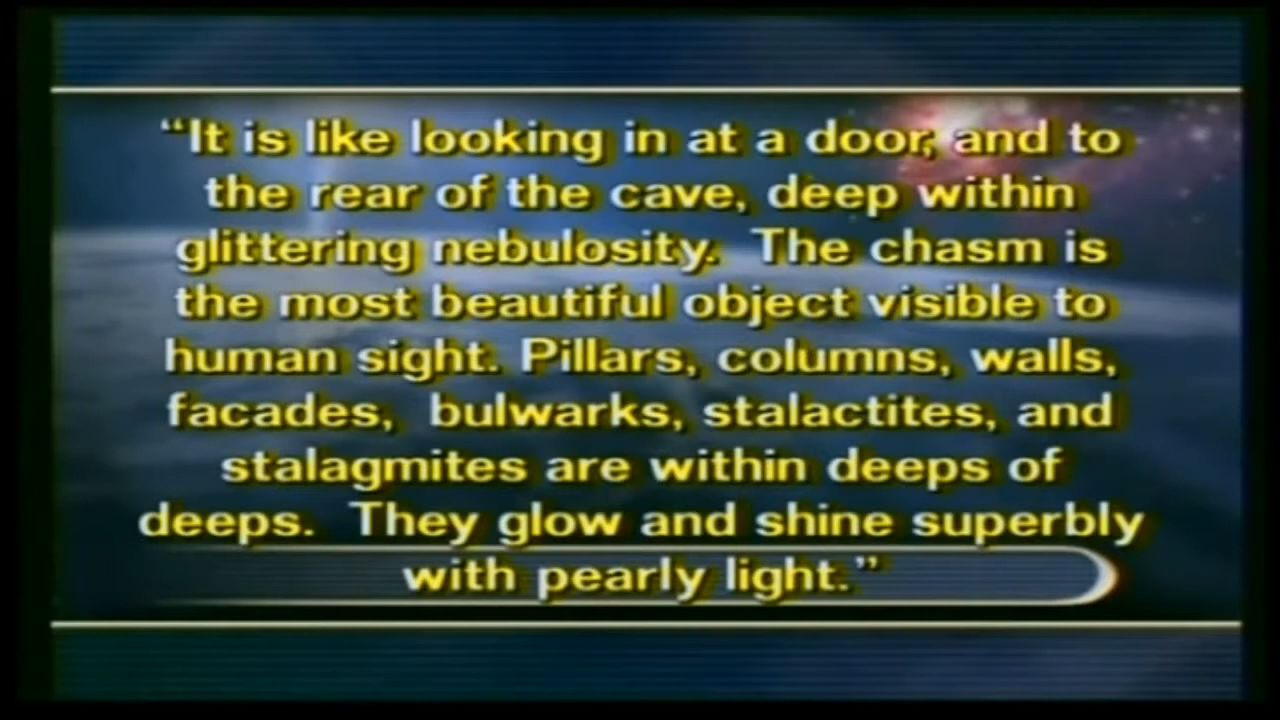 “It is like looking in at a door, and to
the rear of the cave, deep within
glittering nebulosity.  The chasm is
the most beautiful object visible to
human sight. Pillars, columns, walls,
facades,  bulwarks, stalactites, and
stalagmites are within deeps of
deeps.  They glow and shine superbly
with pearly light.”